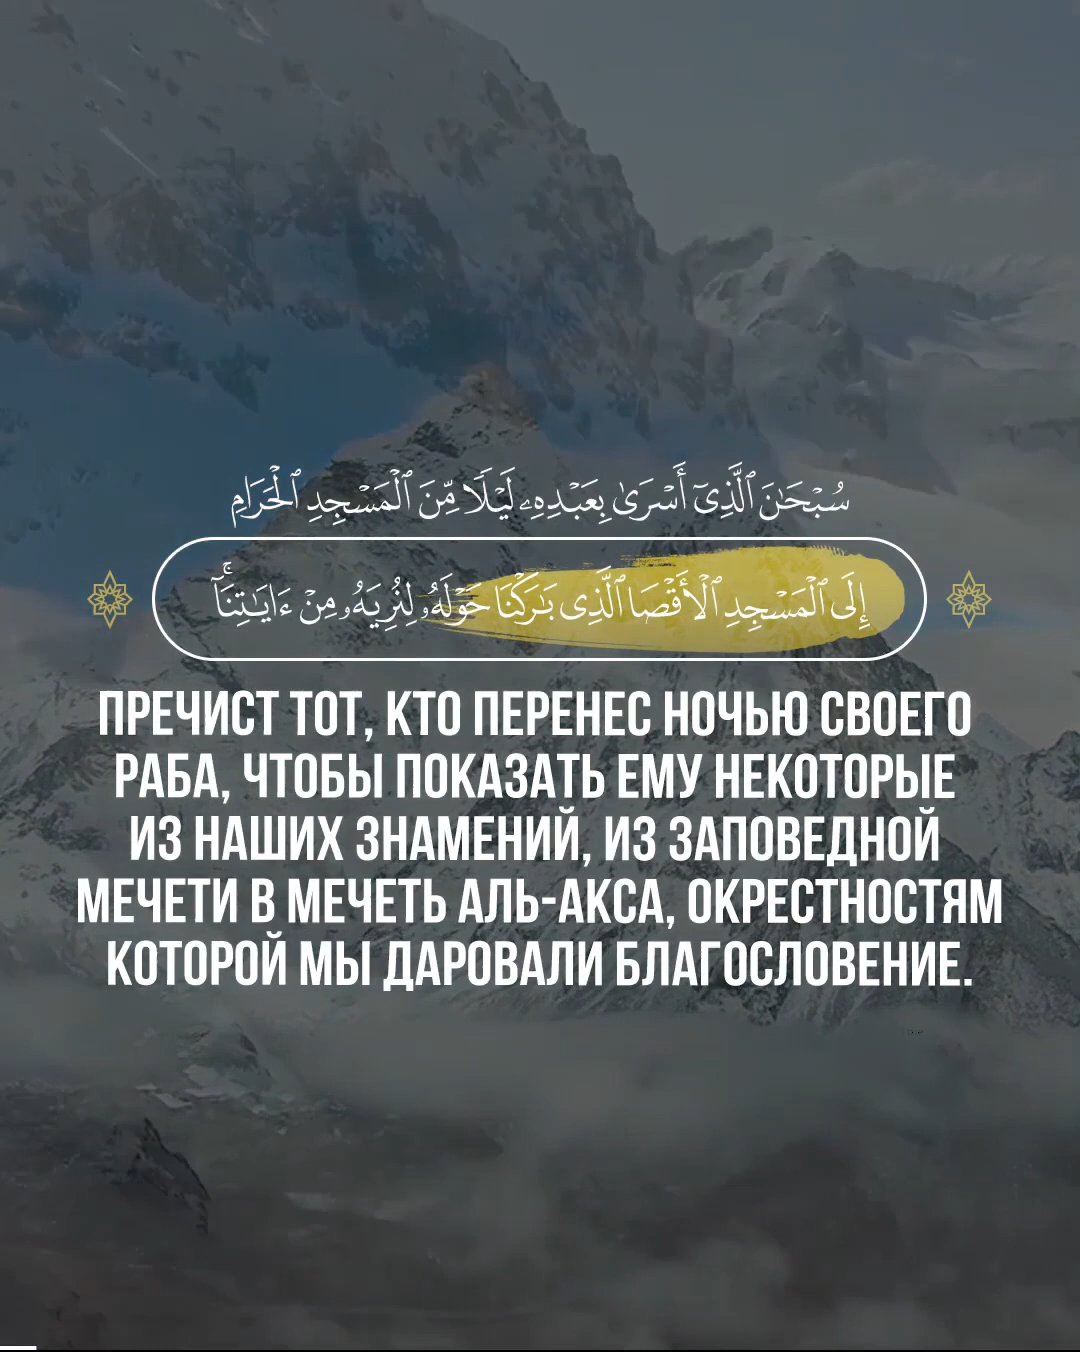 سُبْحَٰنَ ٱلَّذِىٓ أَسْرَىٰ بِعَبْدِهِۦ لَيْلًا مِّنَ ٱلْمَسْجِدِ ٱلْحَرَامِ
إِلَى ٱلْمَسْجِدِ ٱلْأَقْصَا ٱلَّذِى بَٰرَكْنَا حَوْلَهُۥ لِنُرِيَهُۥ مِنْ ءَايَٰتِنَآ ۚ
ПРЕЧИСТ ТОТ, КТО ПЕРЕНЕС НОЧЬЮ СВОЕГО
РАБА, ЧТОБЫ ПОКАЗАТЬ ЕМУ НЕКОТОРЫЕ
ИЗ НАШИХ ЗНАМЕНИЙ, ИЗ ЗАПОВЕДНОЙ
МЕЧЕТИ В МЕЧЕТЬ АЛЬ-АКСА, ОКРЕСТНОСТЯМ
КОТОРОЙ МЫ ДАРОВАЛИ БЛАГОСЛОВЕНИЕ.